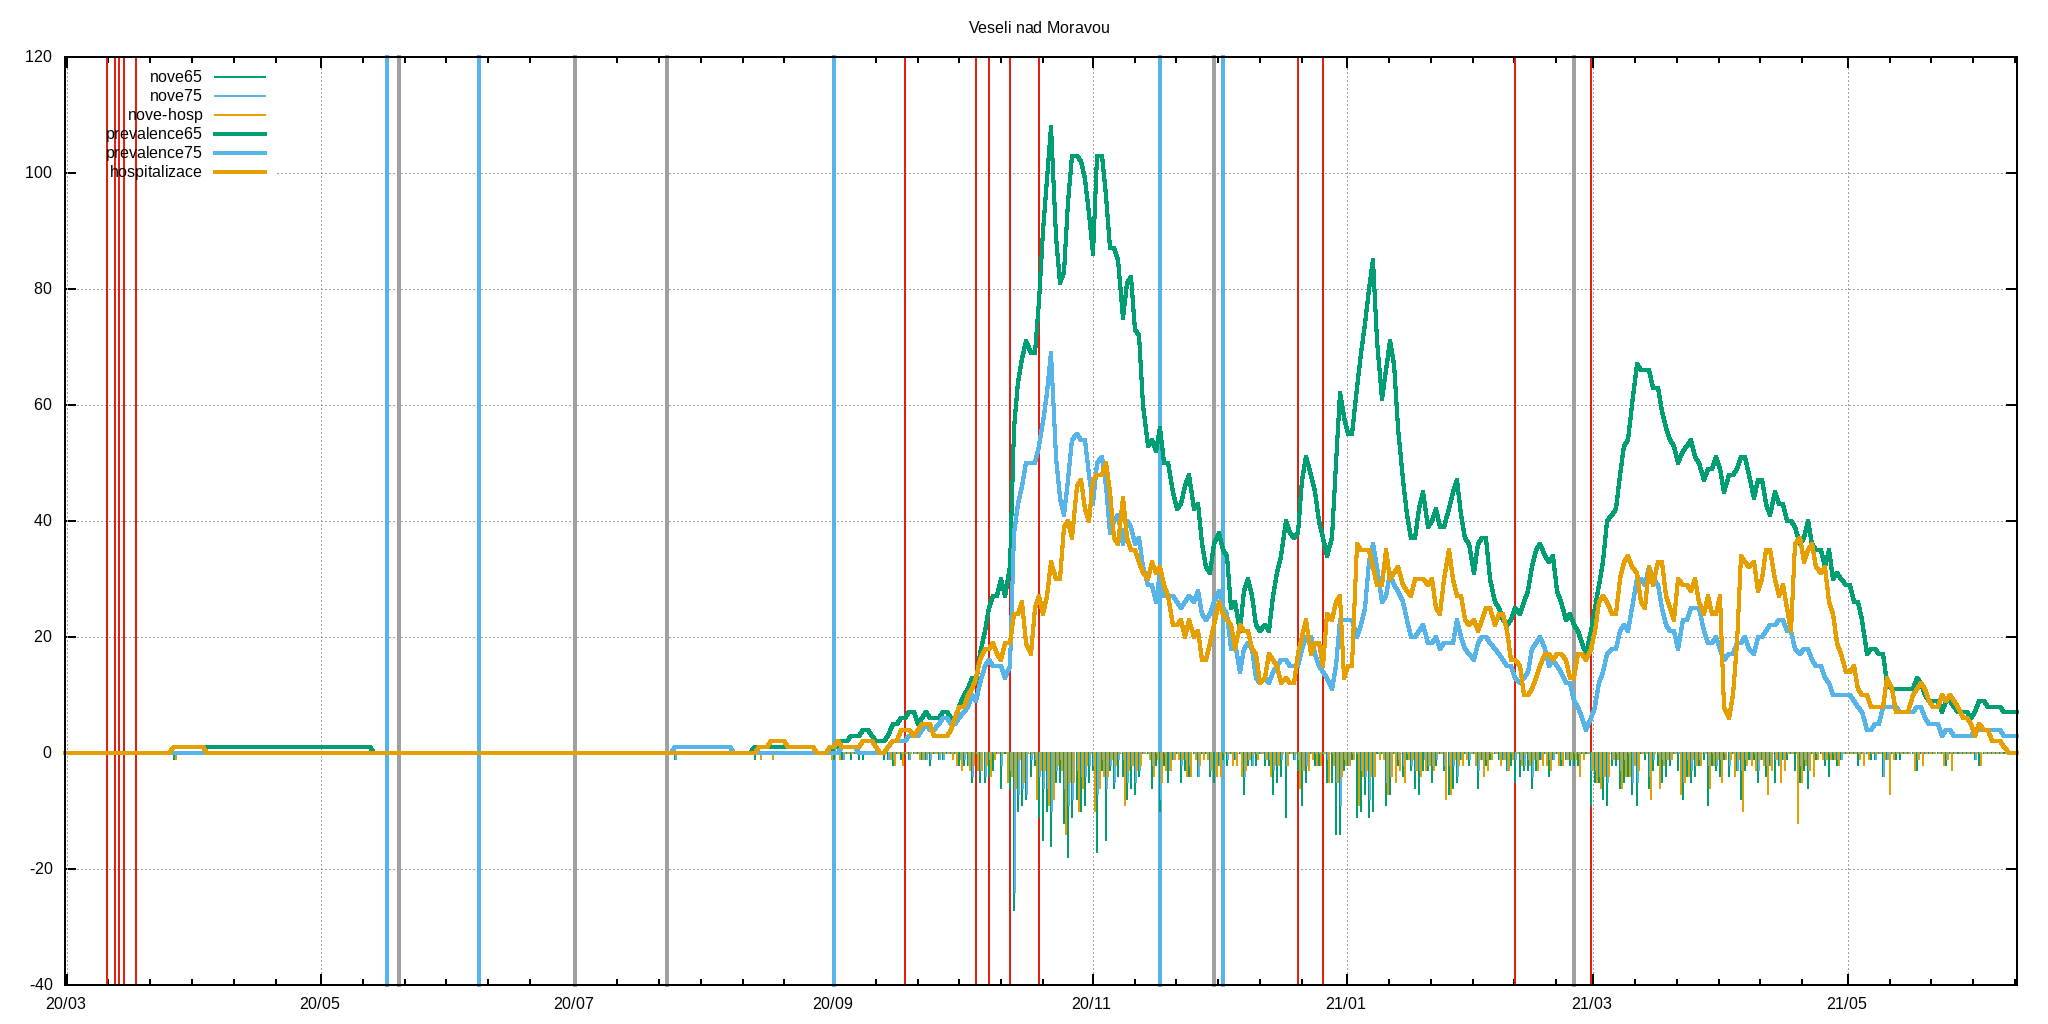 Veseli nad Moravou
120
100
80
60
40
20
0
-20
-40
nove65
nove75
nove-hosp
prevalence65
prevalence75
hospitalizace
20/03 20/05 20/07 20/09 20/11 21/01 21/03 21/05